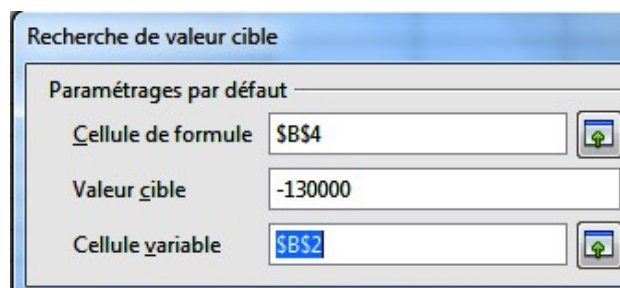 Recherche de valeur cible
Paramétrages par défaut
Cellule de formule $B$4
Valeur cible -130000
Cellule variable $B$2